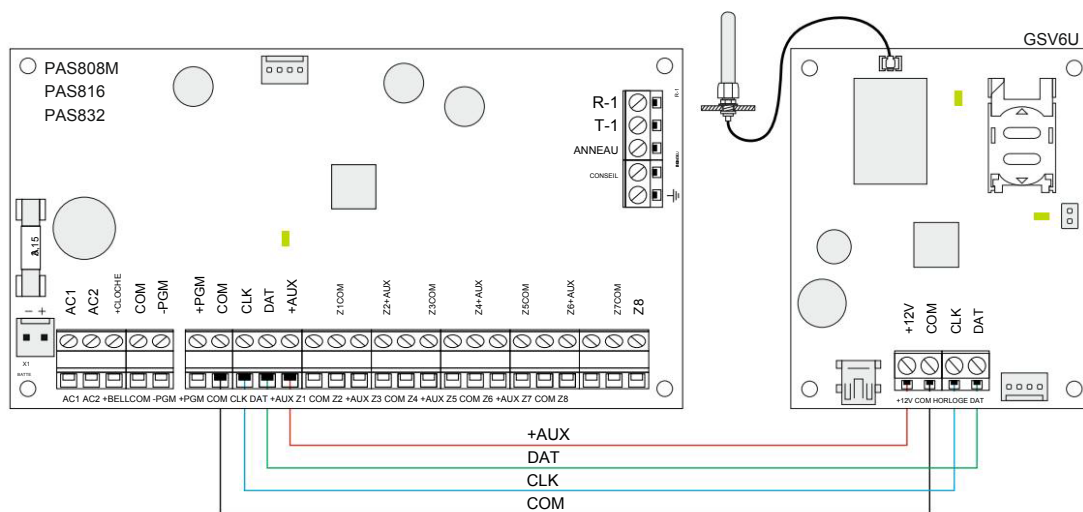 GSV6U
PAS808M
PAS816
PAS832
R-1
R-1
T-1
ANNEAU
CONSEIL
AC1
AC2
+CLOCHE
COM
-PGM
+PGM
COM
CLK
DAT
+AUX
Z1COM
Z2+AUX
Z3COM
Z4+AUX
Z5COM
Z6+AUX
Z7COM
Z8
- +
X1
BATTE
AC1 AC2 +BELLCOM -PGM +PGM COM CLK DAT +AUX Z1 COM Z2 +AUX Z3 COM Z4 +AUX Z5 COM Z6 +AUX Z7 COM Z8
+12V
COM
CLK
DAT
+12V COM HORLOGE DAT
+AUX
DAT
CLK
COM